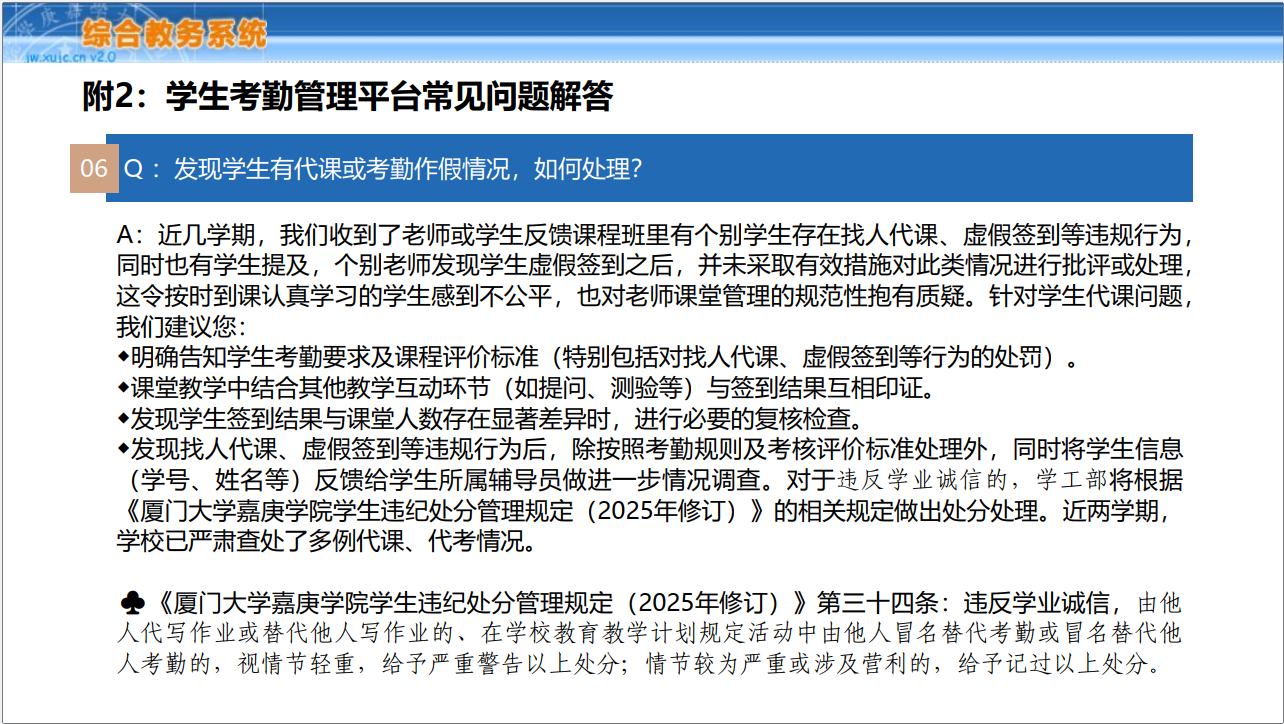 综合教务系统
jw.xujc.cn v2.0
附2：学生考勤管理平台常见问题解答
06 Q ：发现学生有代课或考勤作假情况，如何处理？
A：近几学期，我们收到了老师或学生反馈课程班里有个别学生存在找人代课、虚假签到等违规行为，
同时也有学生提及，个别老师发现学生虚假签到之后，并未采取有效措施对此类情况进行批评或处理，
这令按时到课认真学习的学生感到不公平，也对老师课堂管理的规范性抱有质疑。针对学生代课问题，
我们建议您：
◆明确告知学生考勤要求及课程评价标准（特别包括对找人代课、虚假签到等行为的处罚）。
◆课堂教学中结合其他教学互动环节（如提问、测验等）与签到结果互相印证。
◆发现学生签到结果与课堂人数存在显著差异时，进行必要的复核检查。
◆发现找人代课、虚假签到等违规行为后，除按照考勤规则及考核评价标准处理外，同时将学生信息
（学号、姓名等）反馈给学生所属辅导员做进一步情况调查。对于违反学业诚信的，学工部将根据
《厦门大学嘉庚学院学生违纪处分管理规定（2025年修订）》的相关规定做出处分处理。近两学期，
学校已严肃查处了多例代课、代考情况。
♣《厦门大学嘉庚学院学生违纪处分管理规定（2025年修订）》第三十四条：违反学业诚信，由他
人代写作业或替代他人写作业的、在学校教育教学计划规定活动中由他人冒名替代考勤或冒名替代他
人考勤的，视情节轻重，给予严重警告以上处分；情节较为严重或涉及营利的，给予记过以上处分。